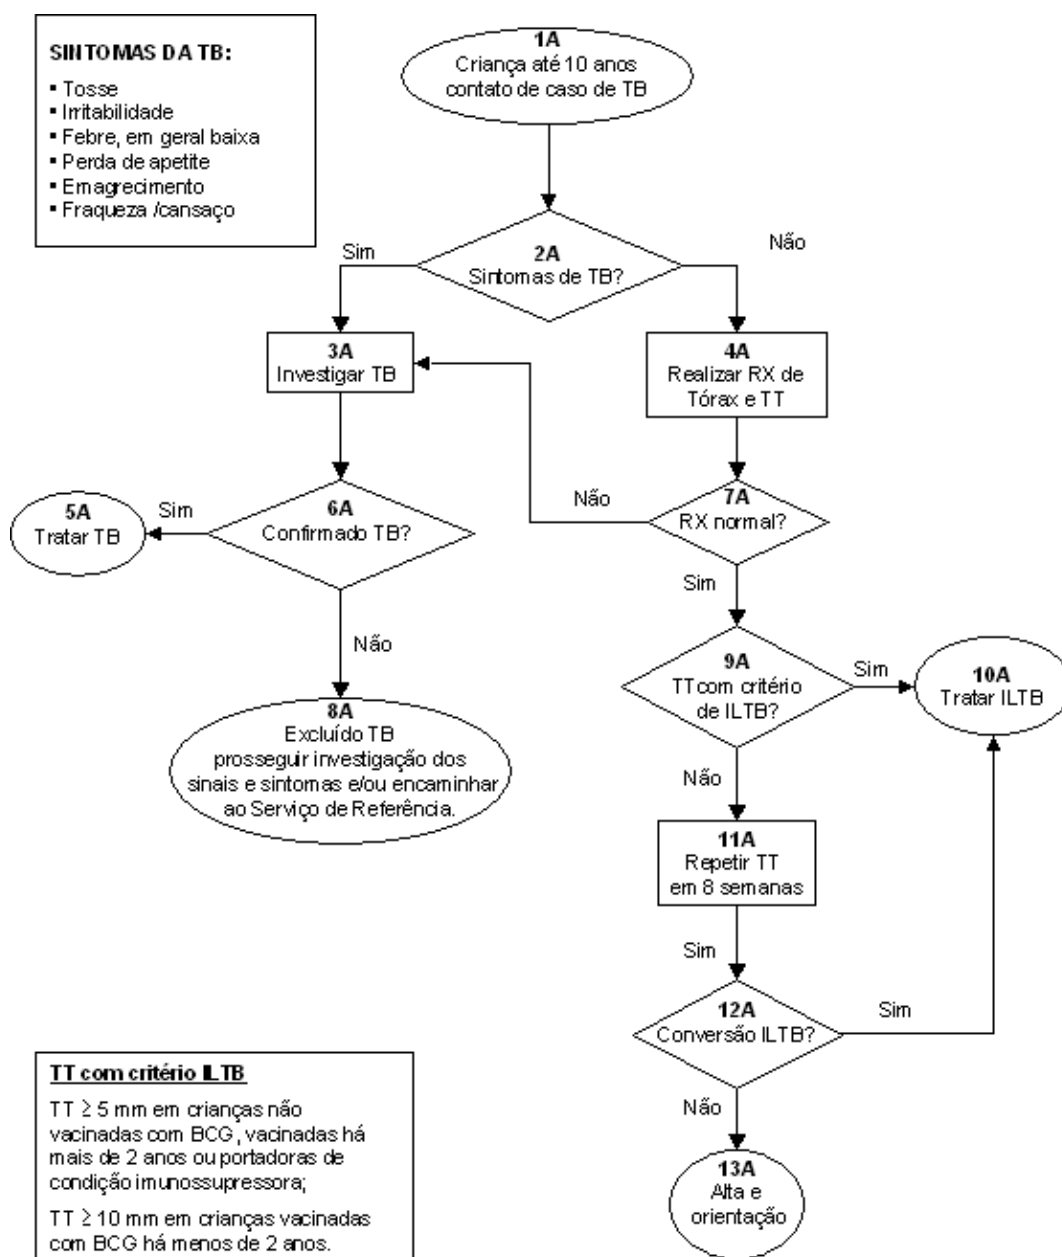 SINTOMAS DA TB:
▪ Tosse
▪ Irritabilidade
▪ Febre, em geral baixa
▪ Perda de apetite
▪ Emagrecimento
▪ Fraqueza /cansaço
1A
Criança até 10 anos
contato de caso de TB
2A
Sintomas de TB?
Sim
Não
3A
Investigar TB
4A
Realizar RX de
Tórax e TT
5A
Tratar TB
Sim
6A
Confirmado TB?
Não
7A
RX normal?
Não
Sim
8A
Excluído TB
prosseguir investigação dos
sinais e sintomas e/ou encaminhar
ao Serviço de Referência.
9A
TT com critério
de ILTB?
Sim
10A
Tratar ILTB
Não
11A
Repetir TT
em 8 semanas
Sim
12A
Conversão ILTB?
Sim
Não
13A
Alta e
orientação
TT com critério ILTB
TT ≥ 5 mm em crianças não
vacinadas com BCG, vacinadas há
mais de 2 anos ou portadoras de
condição imunossupressora;
TT ≥ 10 mm em crianças vacinadas
com BCG há menos de 2 anos.